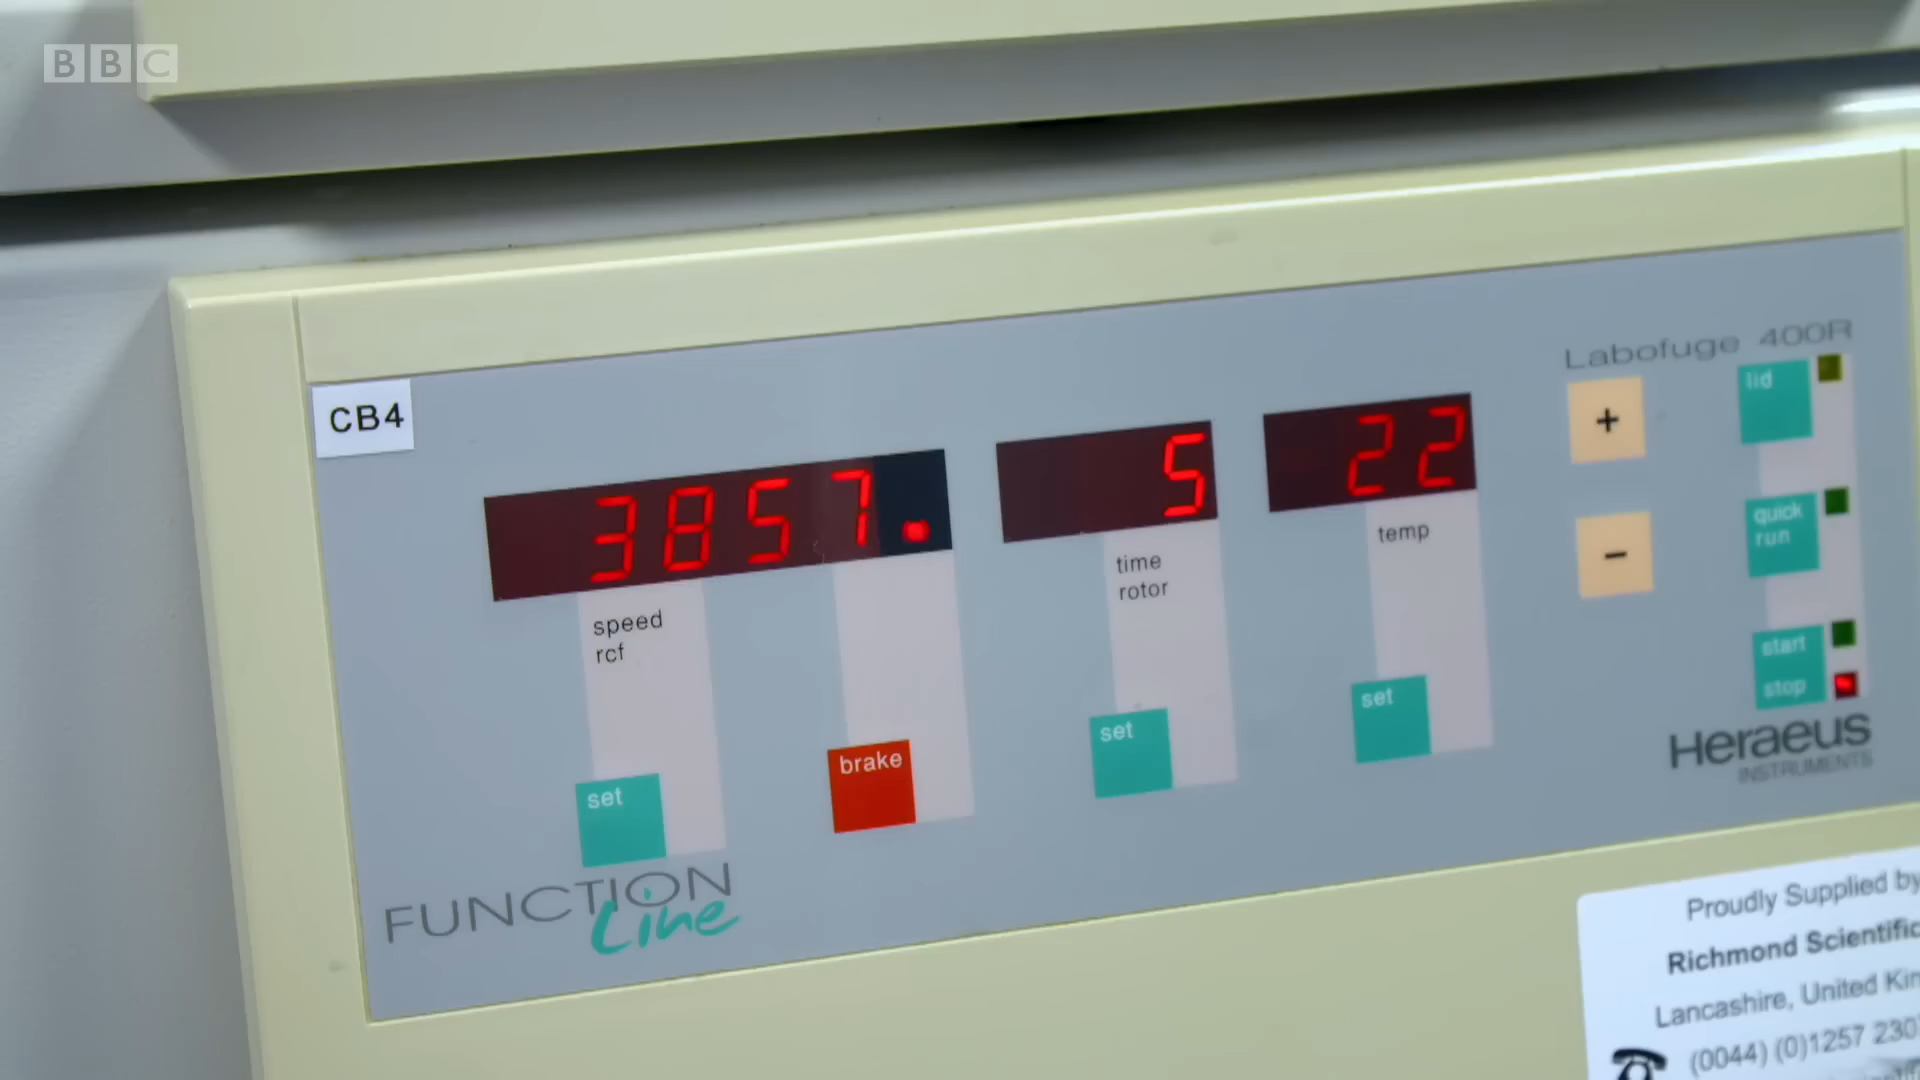 BBC
Labofuge 400R
CB4
3857.
5
22
+
lid
quick
run
-
speed
rcf
time
rotor
temp
start
stop
set
brake
set
set
Heraeus
INSTRUMENTS
FUNCTION
Line
Proudly Supplied by
Richmond Scientific
Lancashire, United Kin
(0044) (0)1257 230